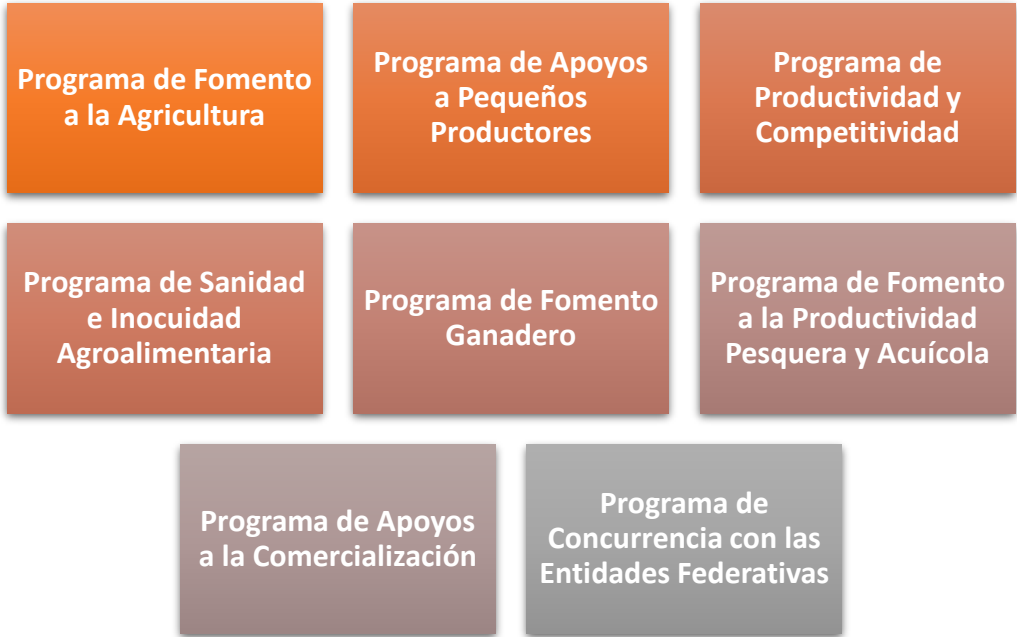 Programa de Fomento
a la Agricultura
Programa de Apoyos
a Pequeños
Productores
Programa de
Productividad y
Competitividad
Programa de Sanidad
e Inocuidad
Agroalimentaria
Programa de Fomento
Ganadero
Programa de Fomento
a la Productividad
Pesquera y Acuícola
Programa de Apoyos
a la Comercialización
Programa de
Concurrencia con las
Entidades Federativas